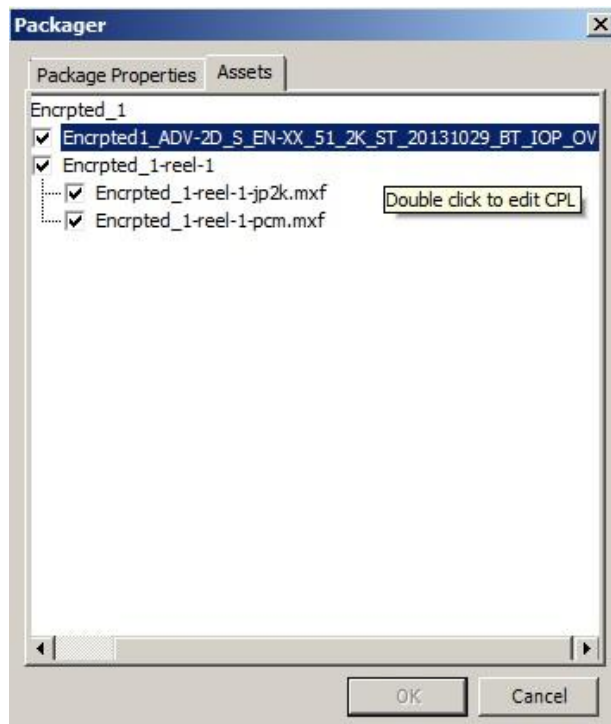 Packager
Package Properties Assets
Encrpted_1
Encrpted1_ADV-2D_S_EN-XX_51_2K_ST_20131029_BT_IOP_OV
Encrpted_1-reel-1
Encrpted_1-reel-1-jp2k.mxf
Double click to edit CPL
Encrpted_1-reel-1-pcm.mxf
OK Cancel